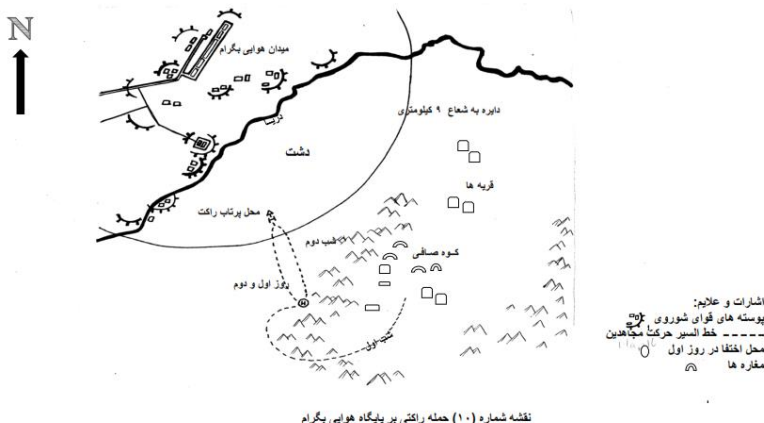 N
میدان هوایی بگرام
دایره به شعاع ۹ کیلومتری
دریا
دشت
قریه ها
محل پرتاب راکت
شب دوم
کوه صافی
روز اول و دوم
شب اول
اشارات و علایم:
پوسته های قوای شوروی
خط السیر حرکت مجاهدین
محل اختفا در روز اول
مغاره ها
نقشه شماره (۱۰) حمله راکتی بر پایگاه هوایی بگرام